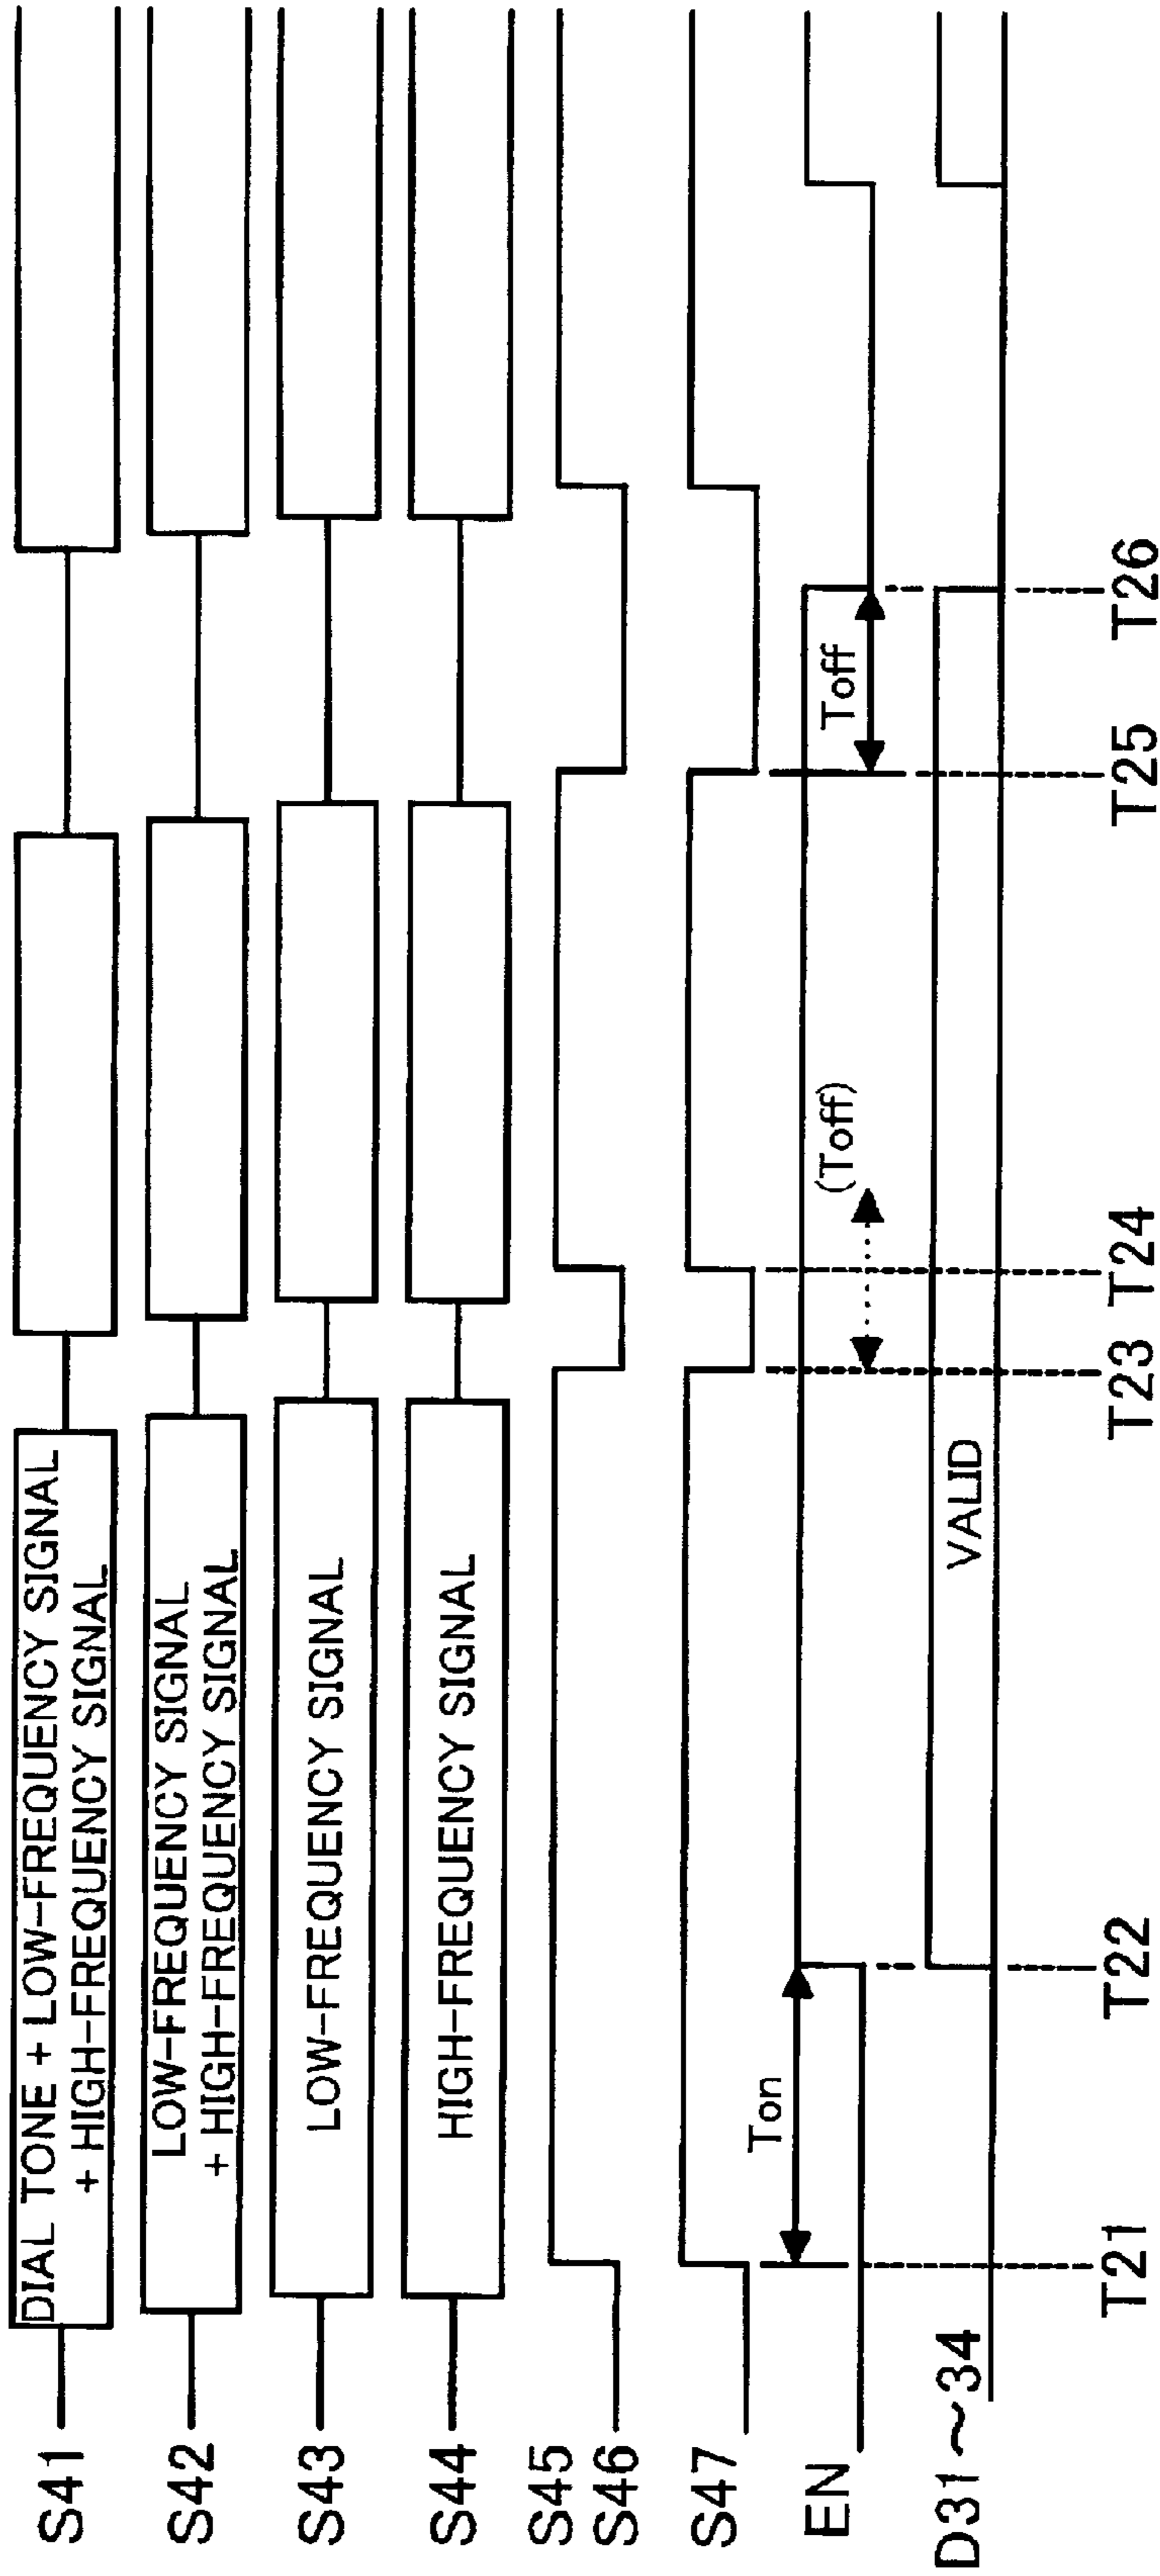 S41
DIAL TONE + LOW-FREQUENCY SIGNAL
+ HIGH-FREQUENCY SIGNAL
S42
LOW-FREQUENCY SIGNAL
+ HIGH-FREQUENCY SIGNAL
S43
LOW-FREQUENCY SIGNAL
S44
HIGH-FREQUENCY SIGNAL
S45
S46
S47
EN
Ton
(Toff)
Toff
D31~34
VALID
T21
T22
T23
T24
T25
T26